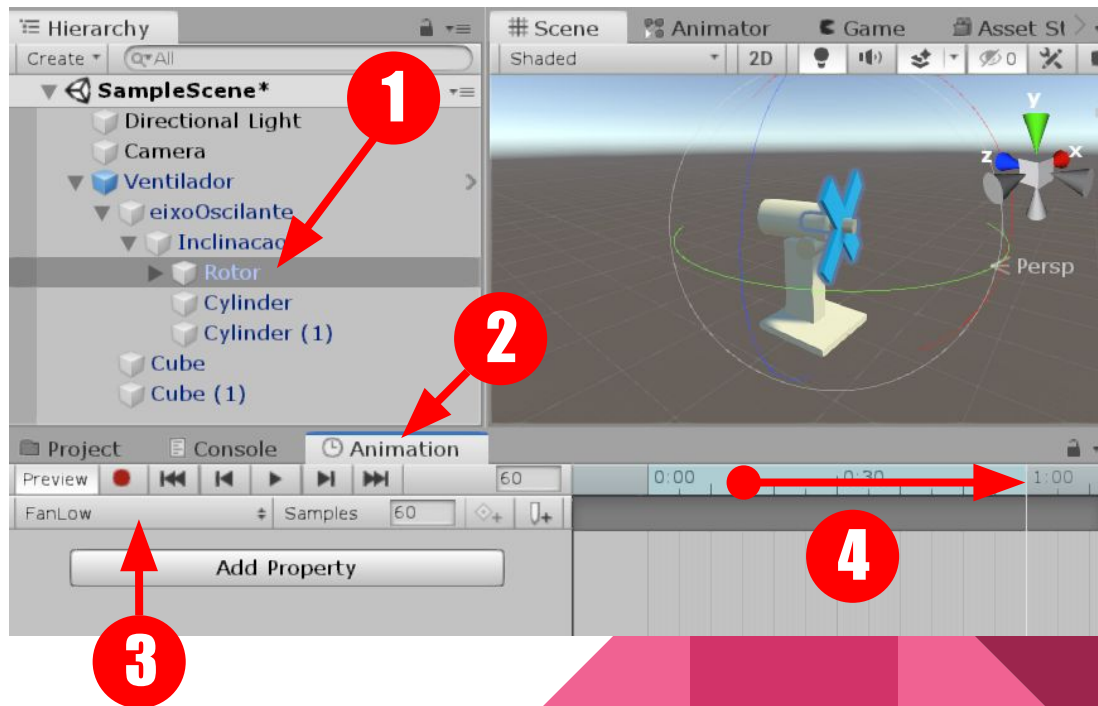 Hierarchy
Create All
SampleScene*
Directional Light
Camera
Ventilador
eixoOscilante
Inclinacao
Rotor
Cylinder
Cylinder (1)
Cube
Cube (1)
1
Scene Animator Game Asset St
Shaded 2D 0
y
z x
Persp
2
Project Console Animation
Preview 60 0:00 0:30 1:00
FanLow Samples 60
Add Property
3
4